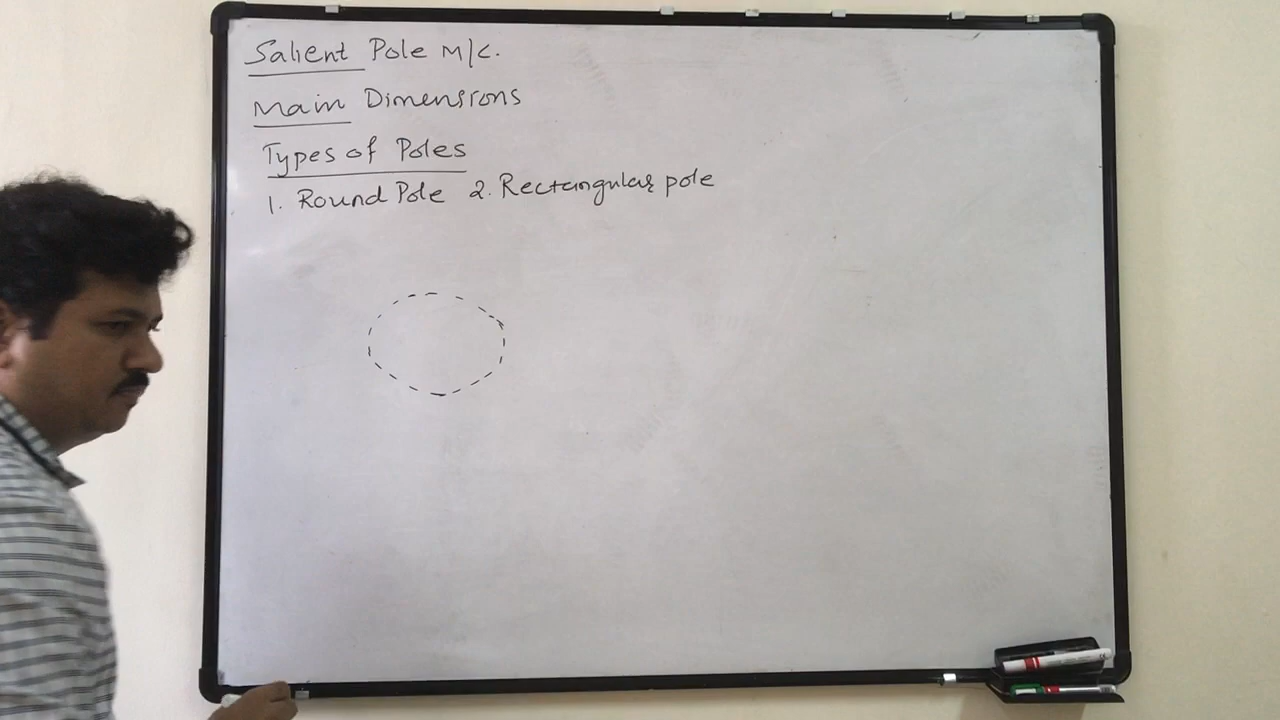 Salient Pole M/c.
Main Dimensions
Types of Poles
1. Round Pole 2. Rectangular pole